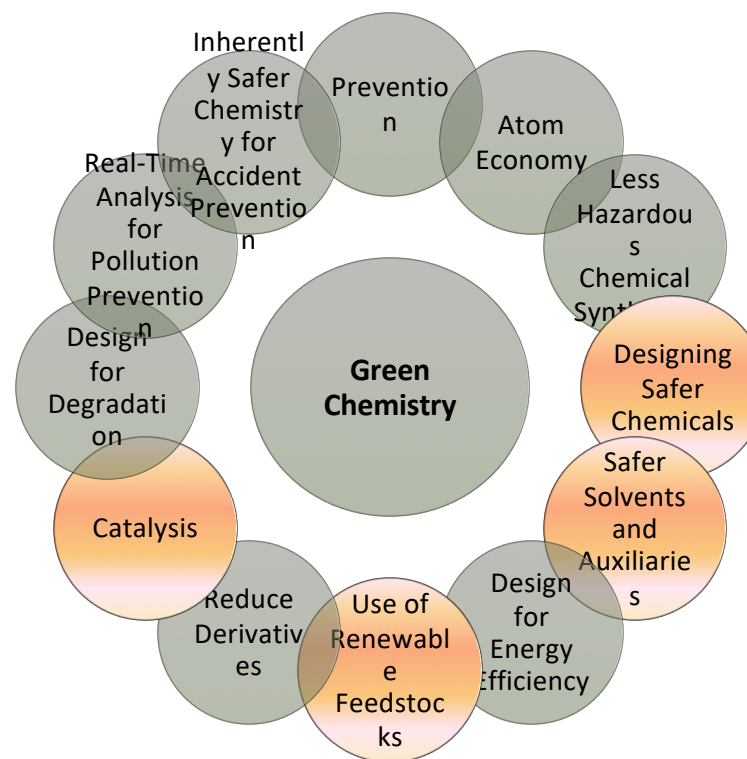 Preventio
n
Atom
Economy
Less
Hazardou
s
Chemical
Designing
Safer
Chemicals
Safer
Solvents
and
Auxiliarie
s
Design
for
Energy
Efficiency
Use of
Renewabl
e
Feedstoc
ks
Reduce
Derivativ
es
Catalysis
Design
for
Degradati
on
Real-Time
Analysis
for
Pollution
Preventio
n
Inherentl
y Safer
Chemistr
y for
Accident
Preventio
n
Green
Chemistry